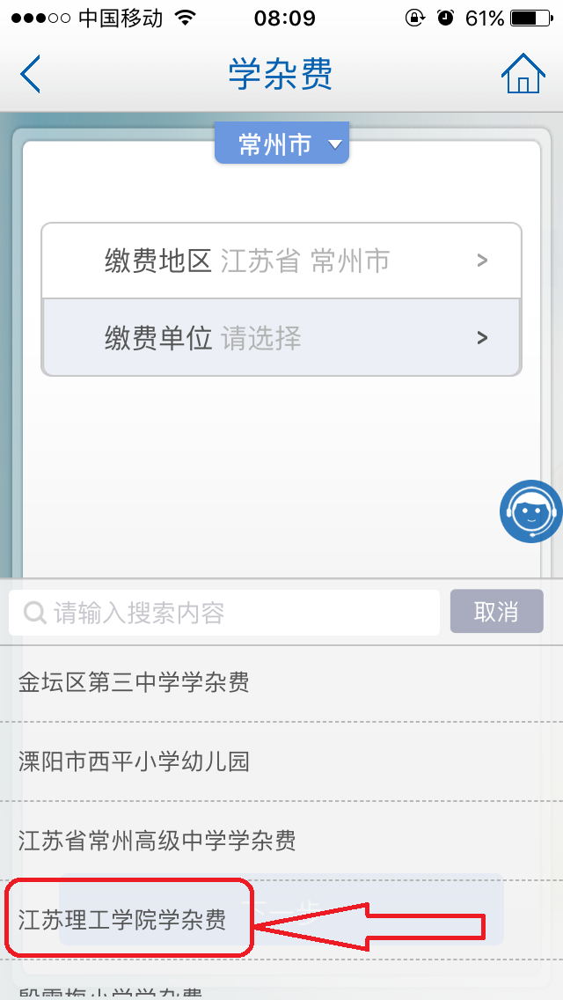 中国移动 08:09 61%
学杂费
常州市
缴费地区 江苏省 常州市 >
缴费单位 请选择 >
请输入搜索内容 取消
金坛区第三中学学杂费
溧阳市西平小学幼儿园
江苏省常州高级中学学杂费
下一步
江苏理工学院学杂费